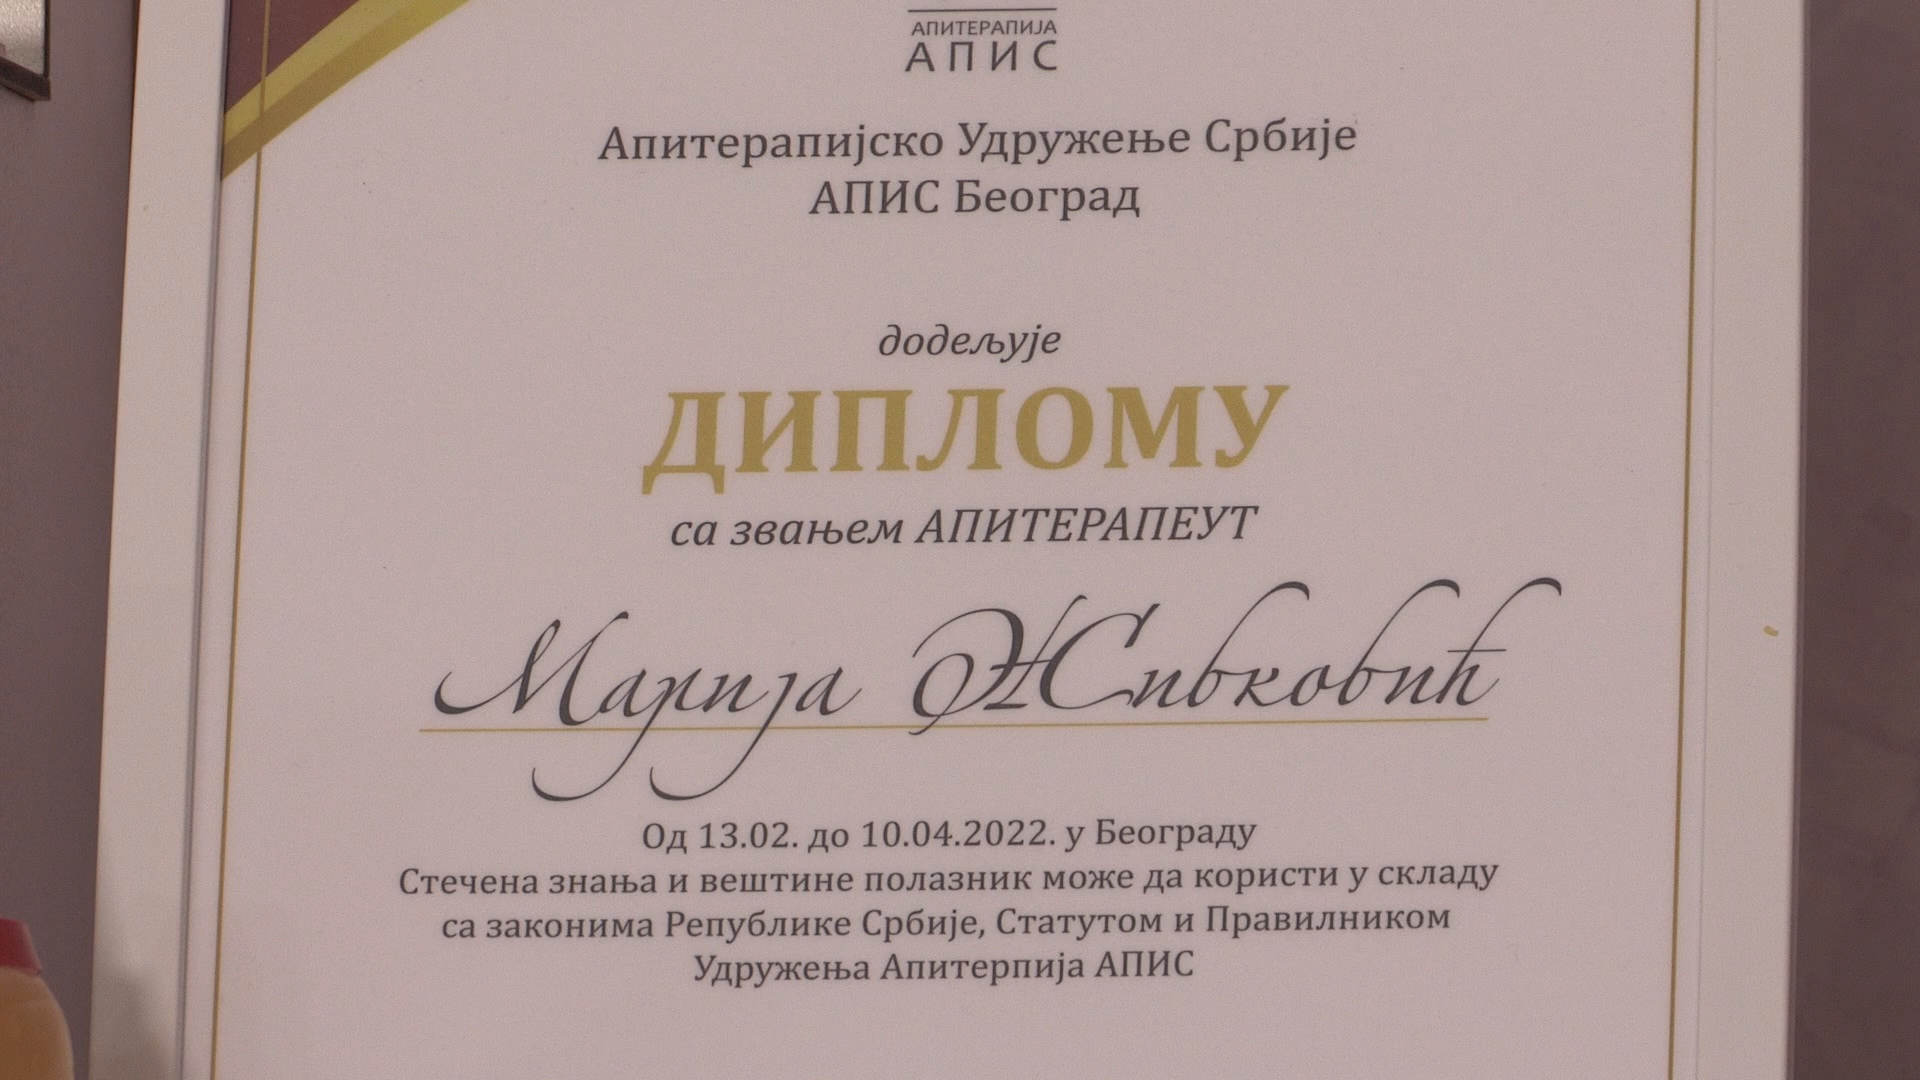 АПИТЕРАПИЈА
АПИС
Апитерапијско Удружење Србије
АПИС Београд
додељује
ДИПЛОМУ
са звањем АПИТЕРАПЕУТ
Марија Живковић
Од 13.02. до 10.04.2022. у Београду
Стечена знања и вештине полазник може да користи у складу
са законима Републике Србије, Статутом и Правилником
Удружења Апитерпија АПИС